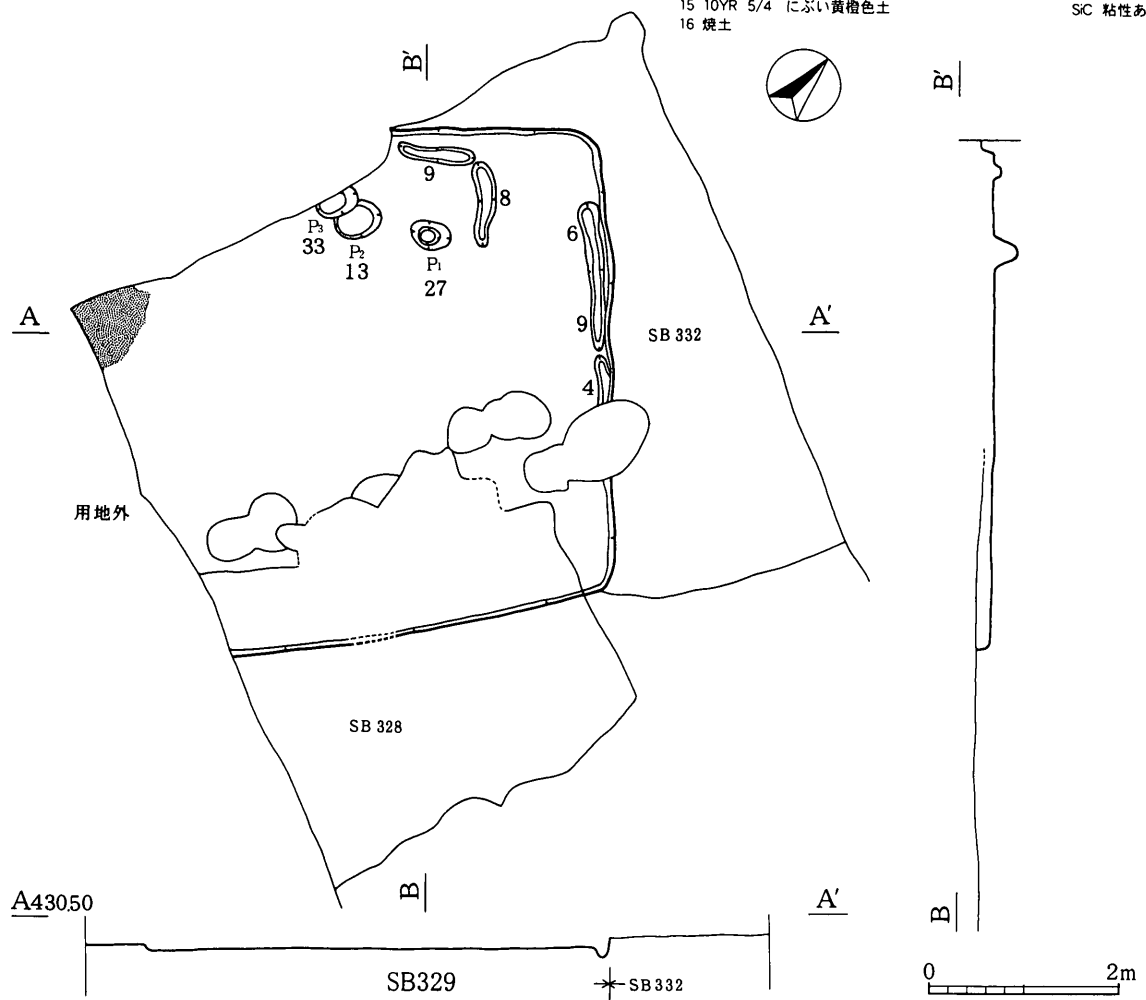 15 10YR 5/4 にぶい黄橙色土
SiC 粘性あ
16 焼土
B′
B′
9
8
P₃
33
P₂
13
P₁
27
6
A
A′
9
SB 332
4
用地外
SB 328
A430.50
B
A′
B
SB329
SB332
0
2m